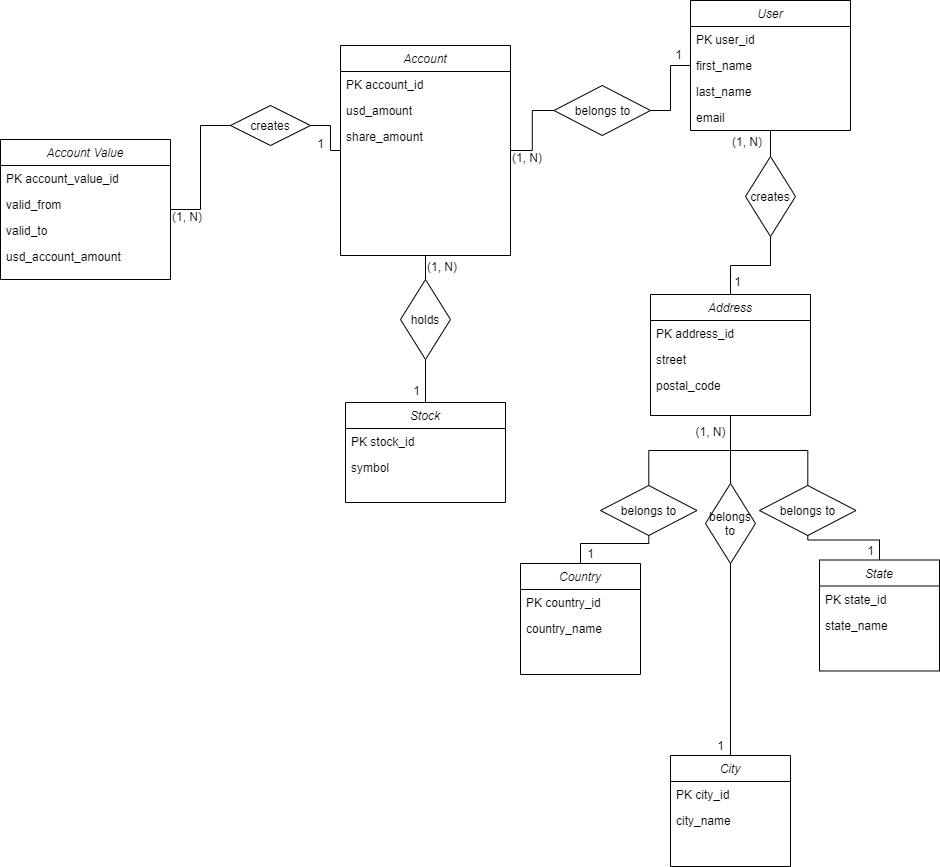 User
PK user_id
first_name
last_name
email
Account
PK account_id
usd_amount
share_amount
belongs to
1
(1, N)
creates
1
(1, N)
Account Value
PK account_value_id
valid_from
valid_to
usd_account_amount
(1, N)
creates
1
(1, N)
holds
1
Address
PK address_id
street
postal_code
Stock
PK stock_id
symbol
(1, N)
belongs to
belongs
to
belongs to
1
1
1
Country
PK country_id
country_name
State
PK state_id
state_name
City
PK city_id
city_name